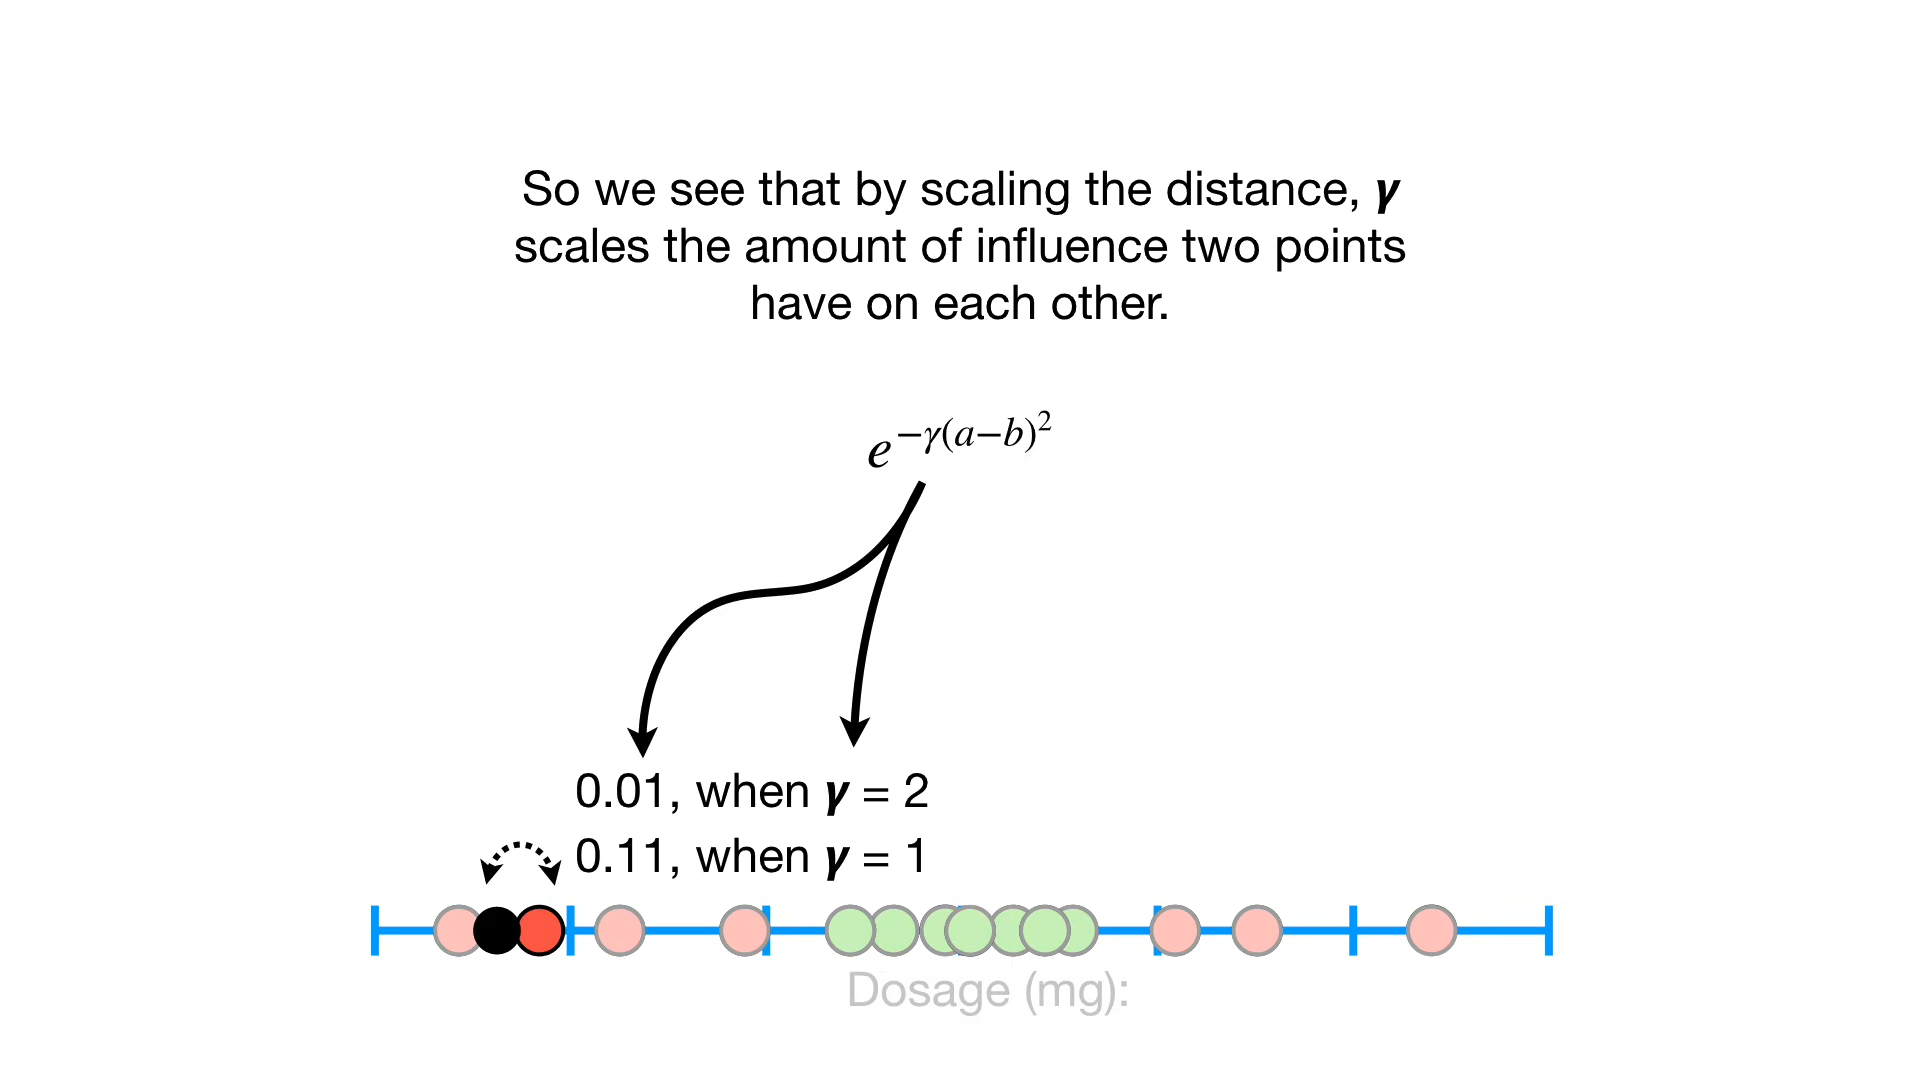 So we see that by scaling the distance, γ
scales the amount of influence two points
have on each other.
e^{−γ(a−b)^2}
0.01, when γ = 2
0.11, when γ = 1
Dosage (mg):